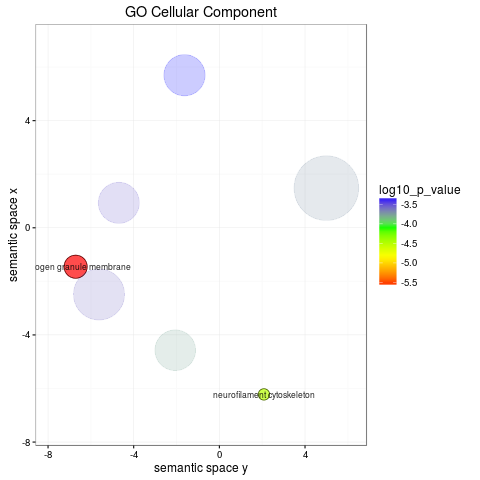 GO Cellular Component
semantic space x
4
0
-4
-8
ogen granule membrane
neurofilament cytoskeleton
-8
-4
0
4
semantic space y
log10_p_value
-3.5
-4.0
-4.5
-5.0
-5.5